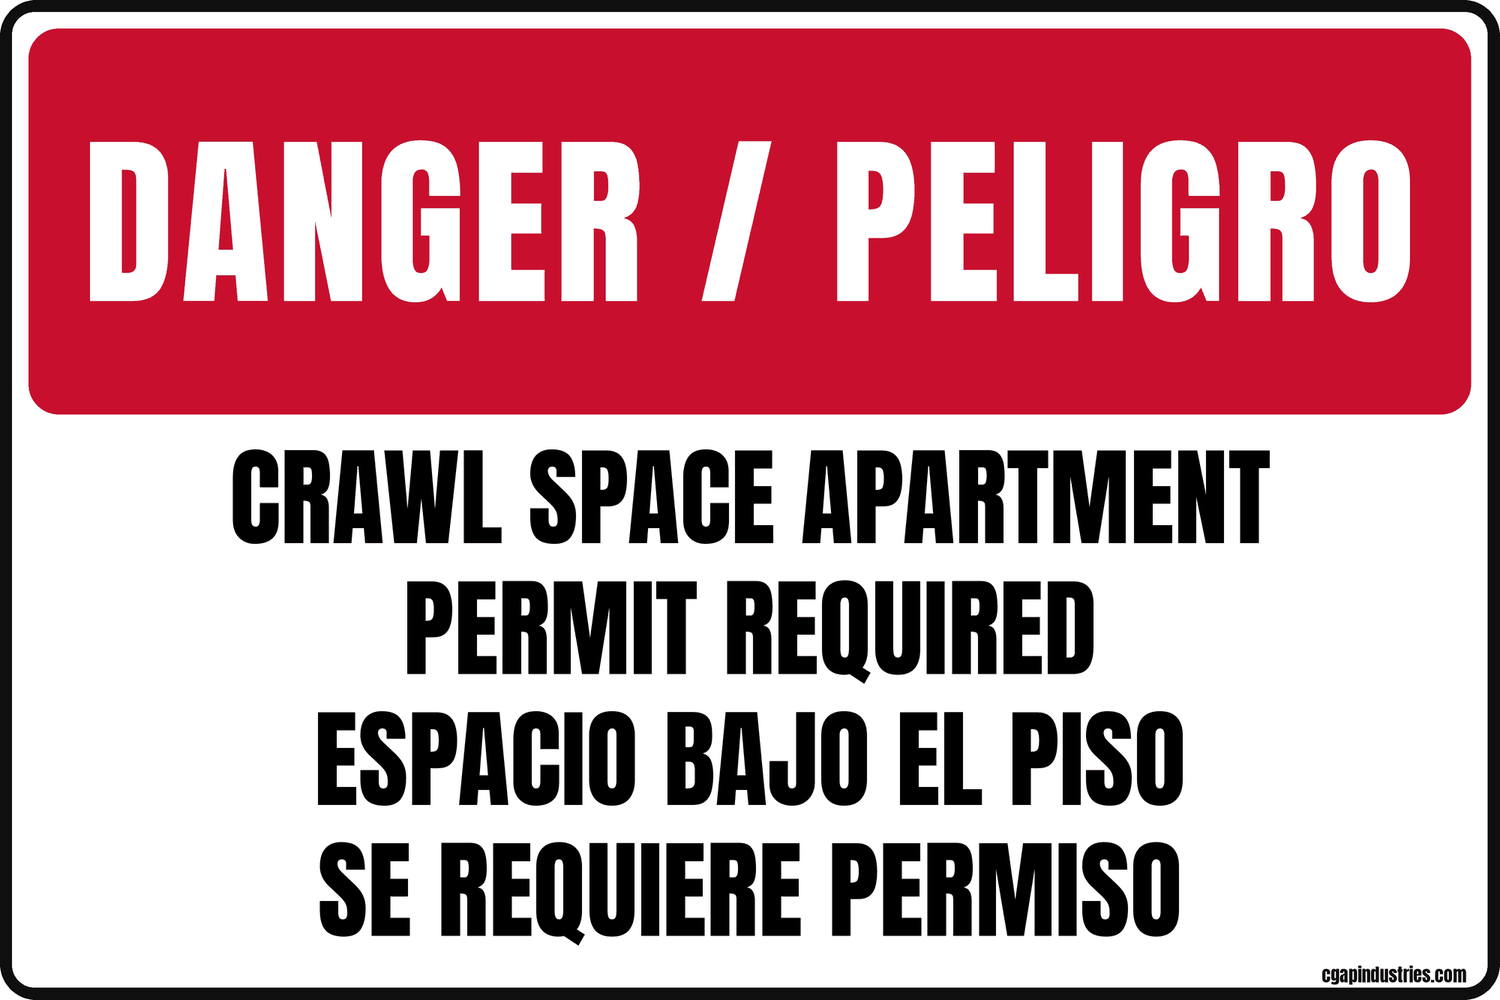 DANGER / PELIGRO
CRAWL SPACE APARTMENT
PERMIT REQUIRED
ESPACIO BAJO EL PISO
SE REQUIERE PERMISO
cgapindustries.com